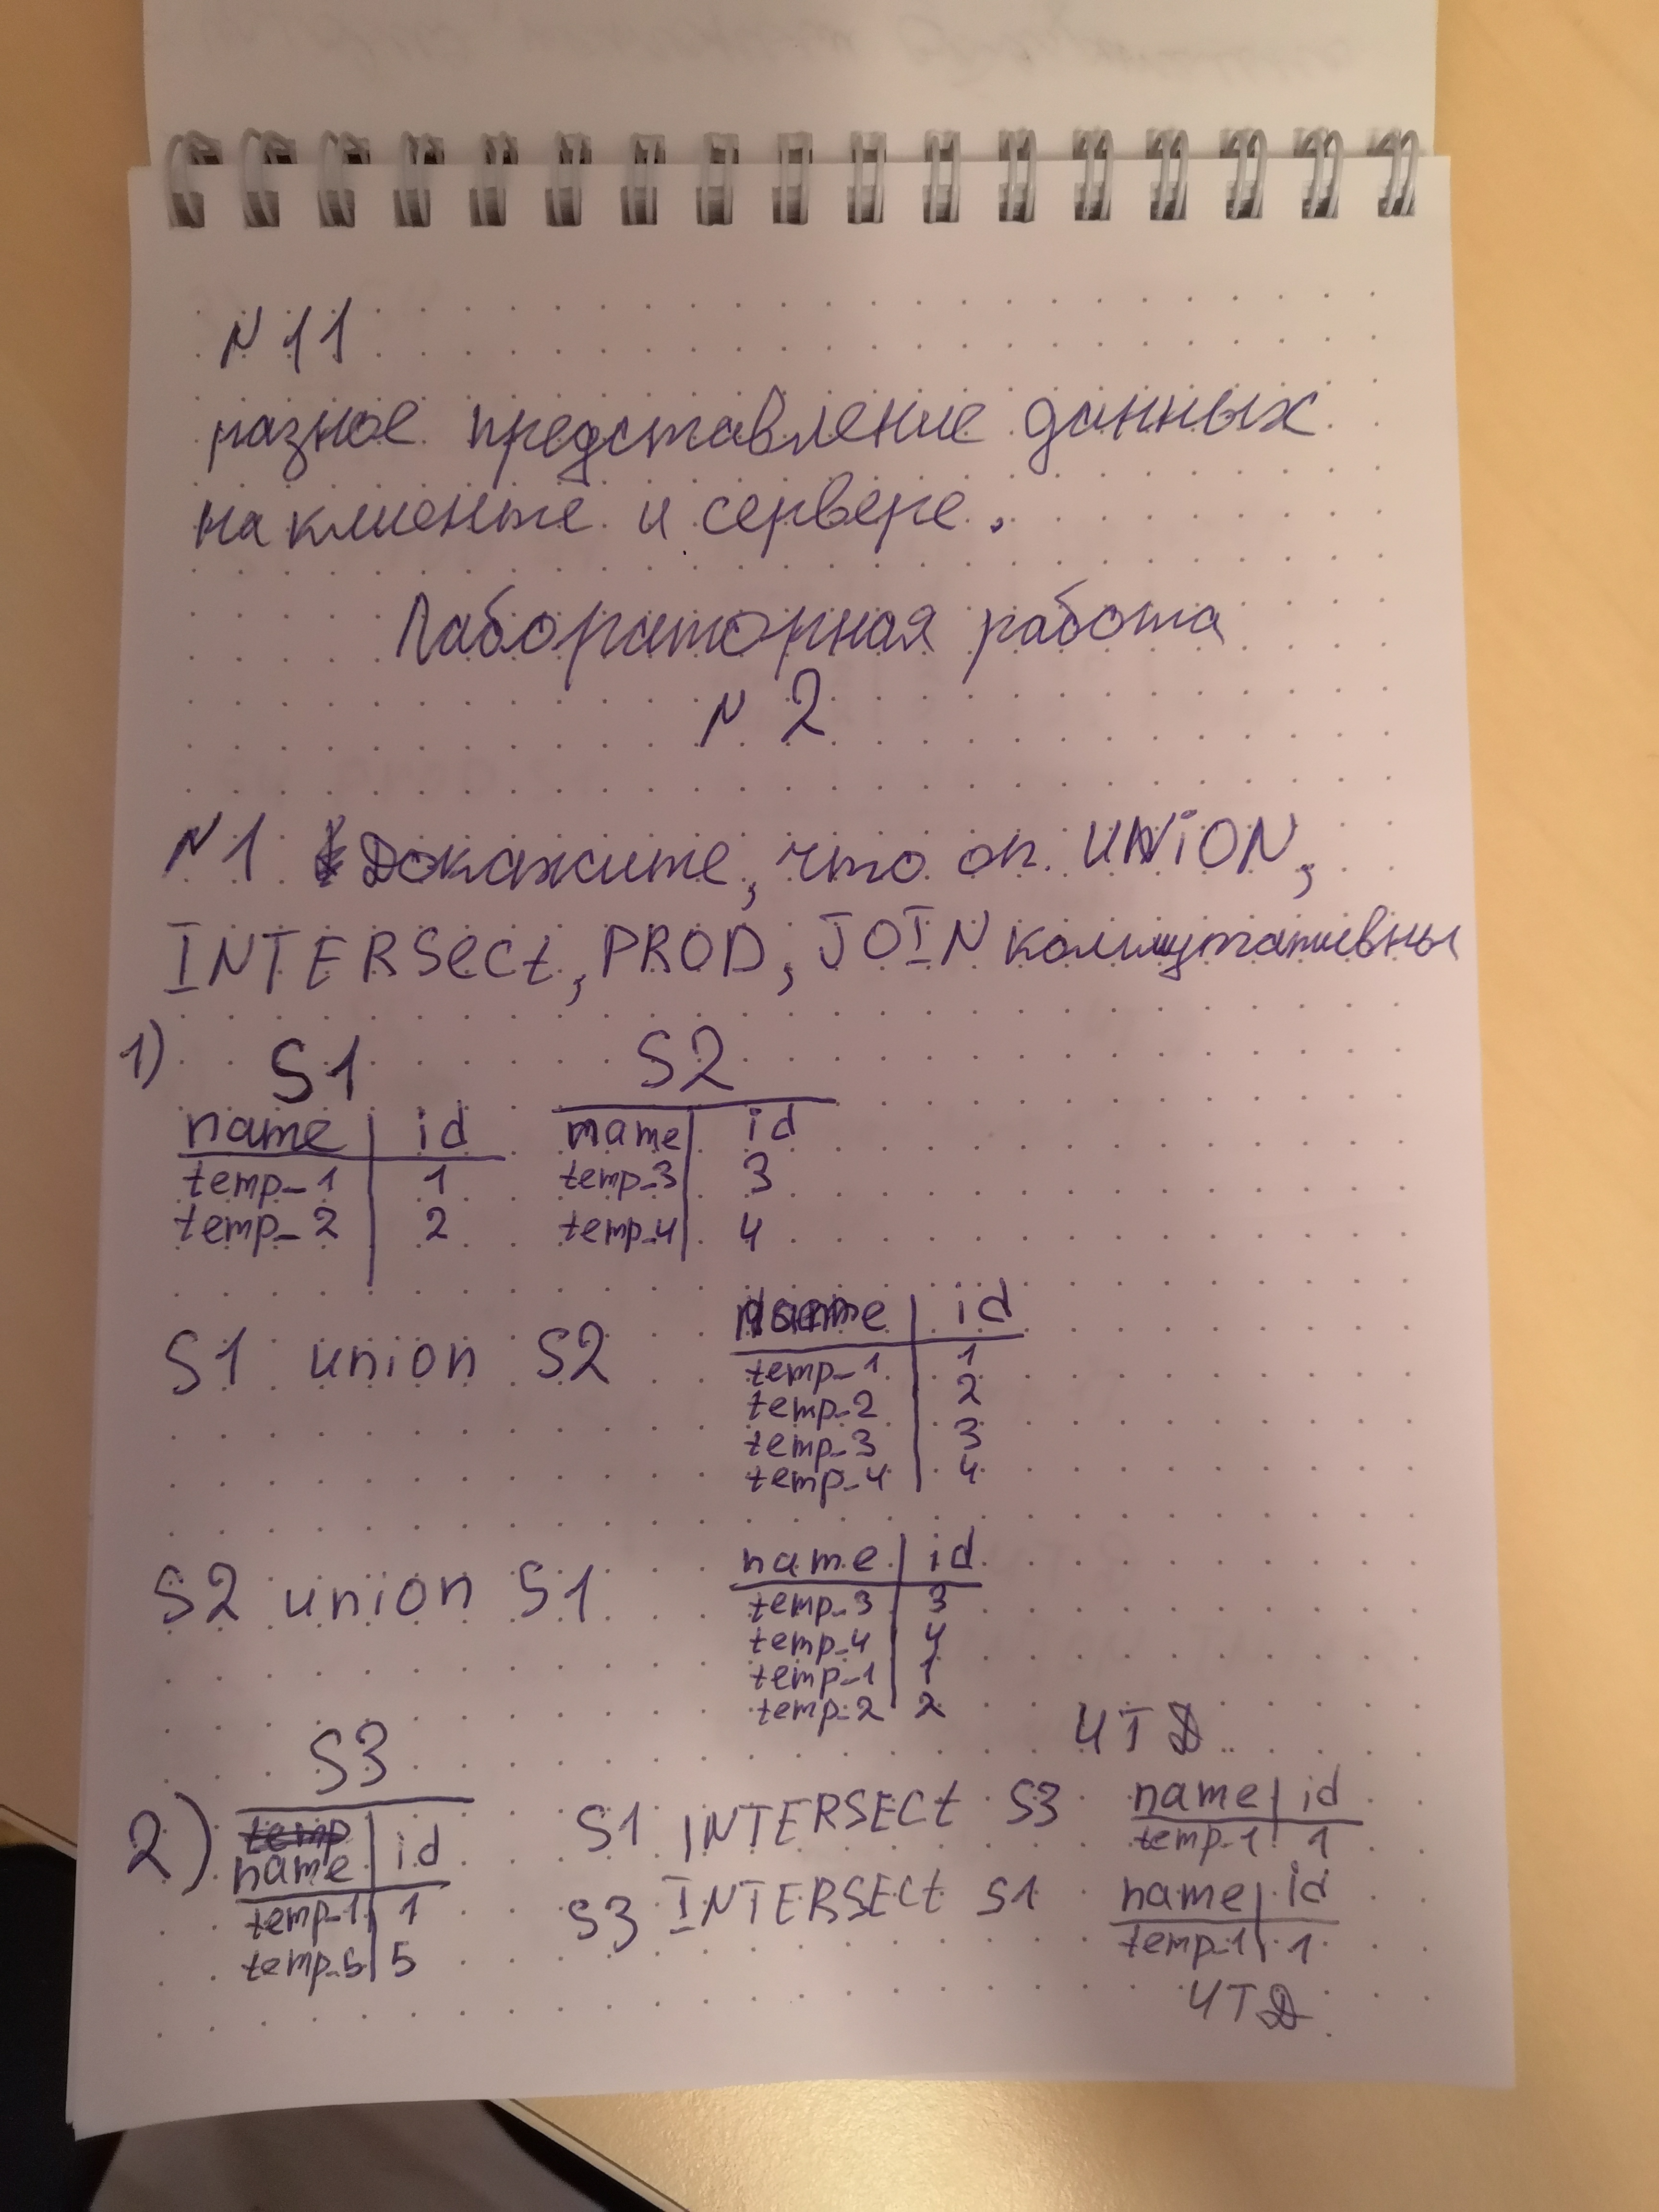 N 11
разное представление данных
на клиенте и сервере.
Лабораторная работа
N 2
N1 Докажите, что оп. UNiON,
INTERSect, PROD, JOIN коммутативны
1) S1 S2
name id name id
temp_1 1 temp_3 3
temp_2 2 temp_4 4
S1 union S2
name id
temp_1 1
temp_2 2
temp_3 3
temp_4 4
S2 union S1
name id
temp_3 3
temp_4 4
temp_1 1
temp_2 2
ЧТД
2) S3
temp
name id
temp_1 1
temp_5 5
S1 INTERSECt S3
name id
temp_1 1
S3 INTERSECt S1
name id
temp_1 1
ЧТД.